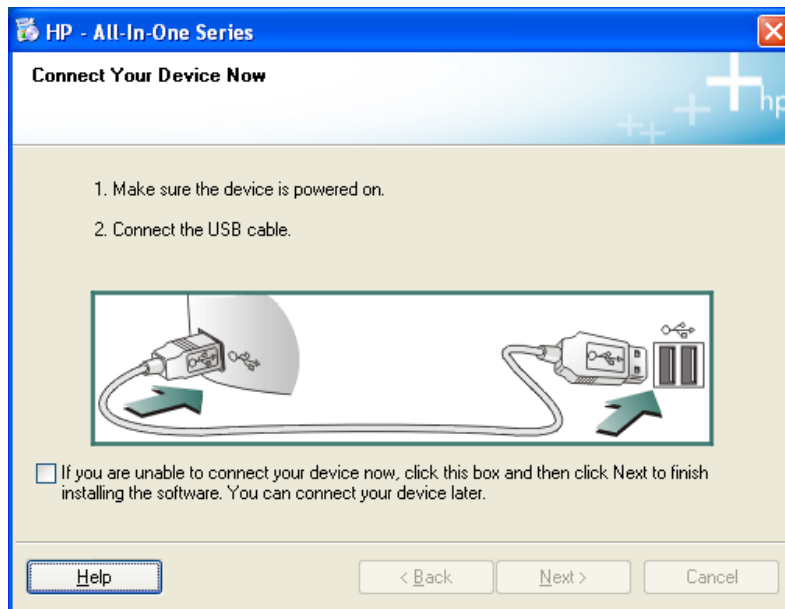 HP - All-In-One Series
Connect Your Device Now
hp
1. Make sure the device is powered on.
2. Connect the USB cable.
If you are unable to connect your device now, click this box and then click Next to finish
installing the software. You can connect your device later.
Help
< Back
Next >
Cancel